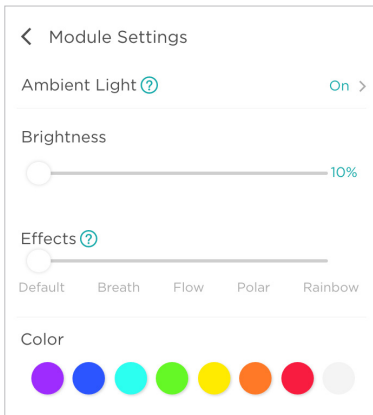 Module Settings
Ambient Light ? On
Brightness
10%
Effects ?
Default Breath Flow Polar Rainbow
Color